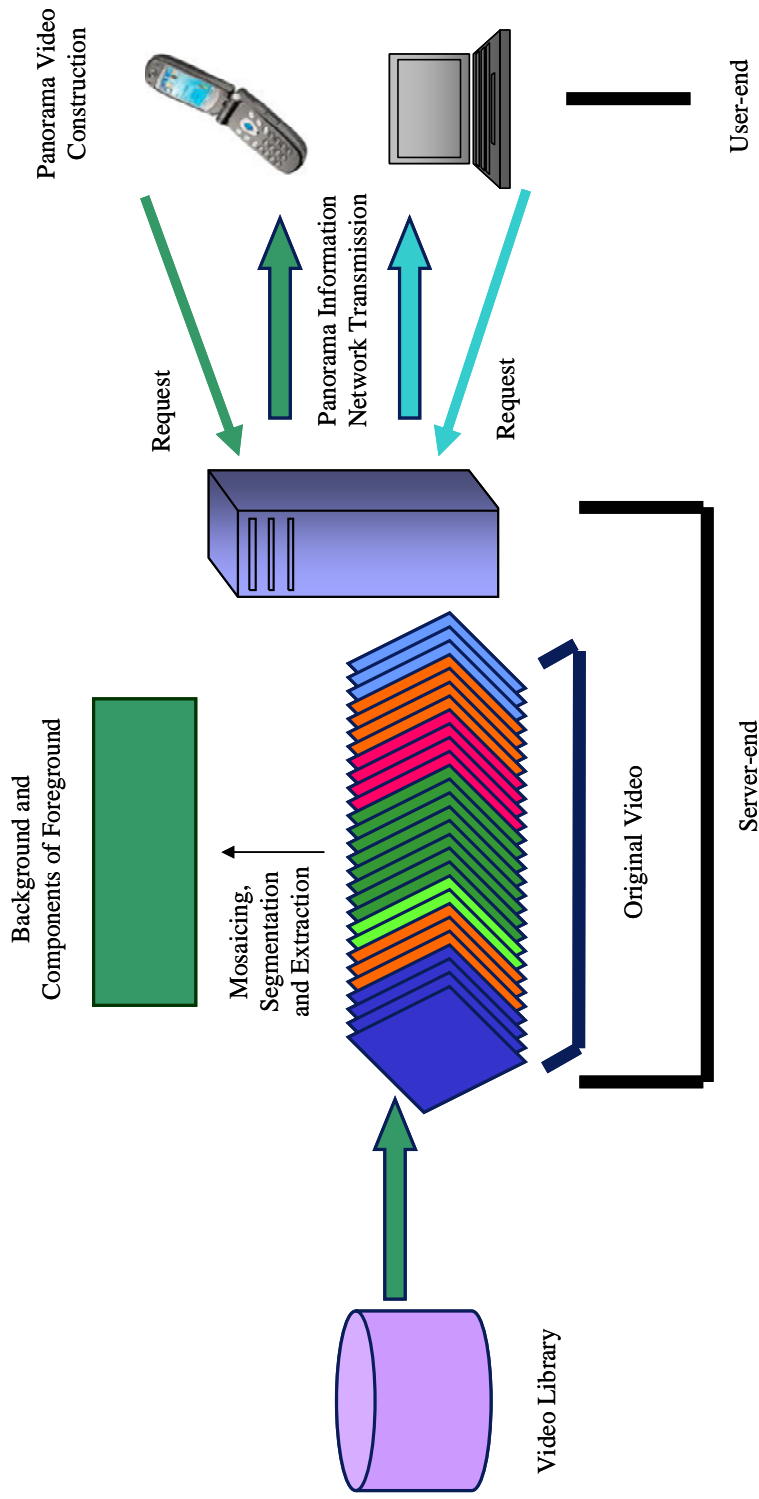 Background and
Components of Foreground
Panorama Video
Construction
Mosaicing,
Segmentation
and Extraction
Request
Panorama Information
Network Transmission
Request
Video Library
Original Video
Server-end
User-end